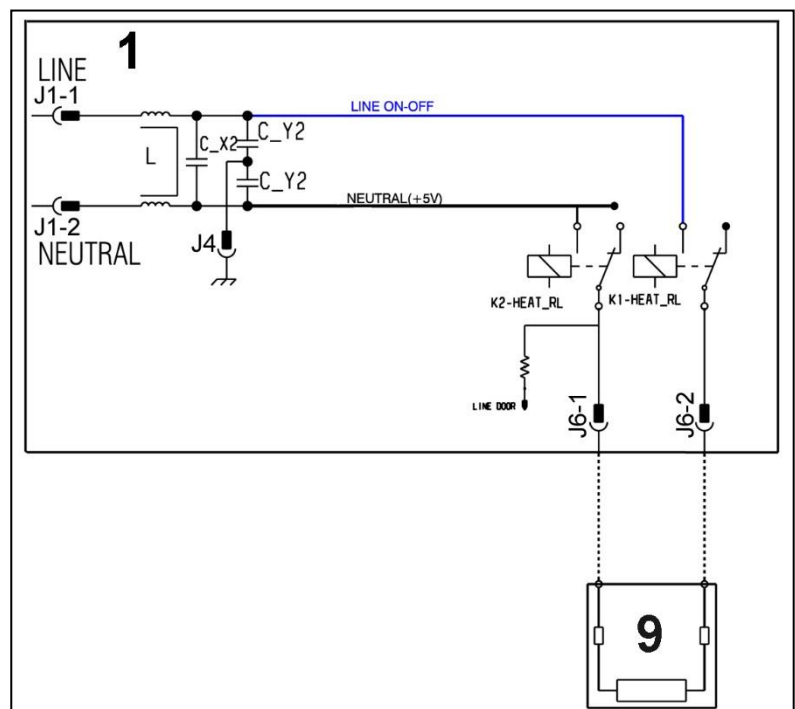 1
LINE
J1-1
LINE ON-OFF
L
C_X2
C_Y2
C_Y2
NEUTRAL(+5V)
J1-2
NEUTRAL
J4
K2-HEAT_RL
K1-HEAT_RL
LINE DOOR
J6-1
J6-2
9